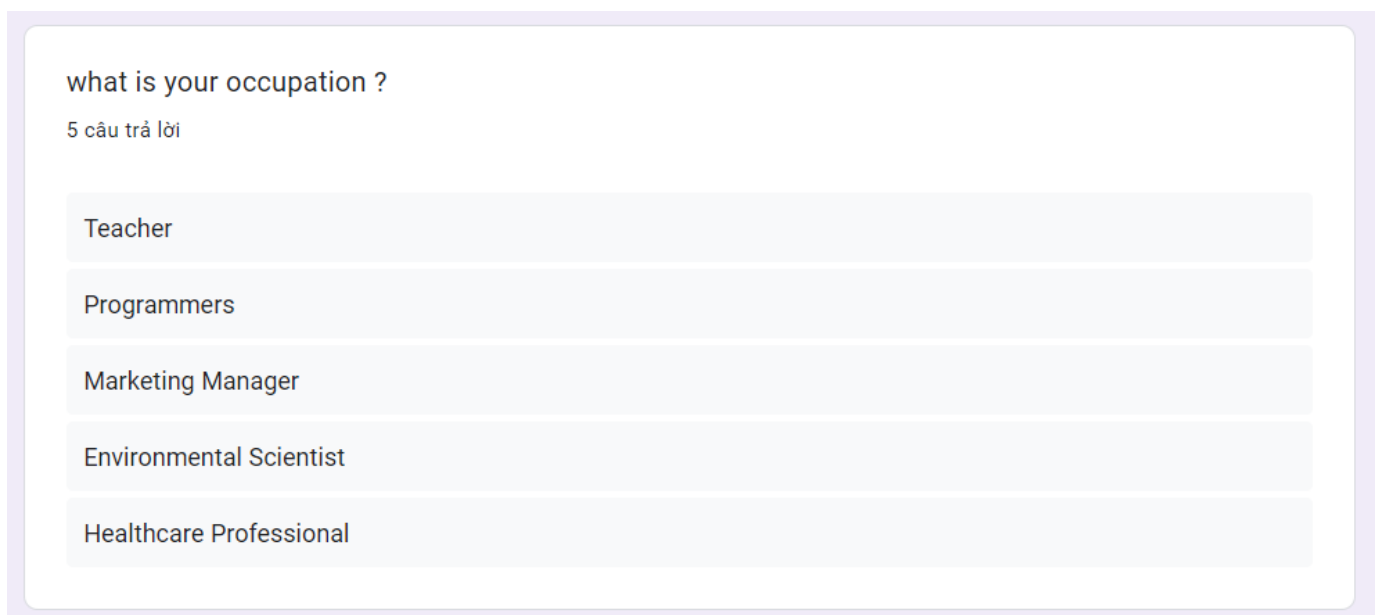 what is your occupation ?
5 câu trả lời
Teacher
Programmers
Marketing Manager
Environmental Scientist
Healthcare Professional